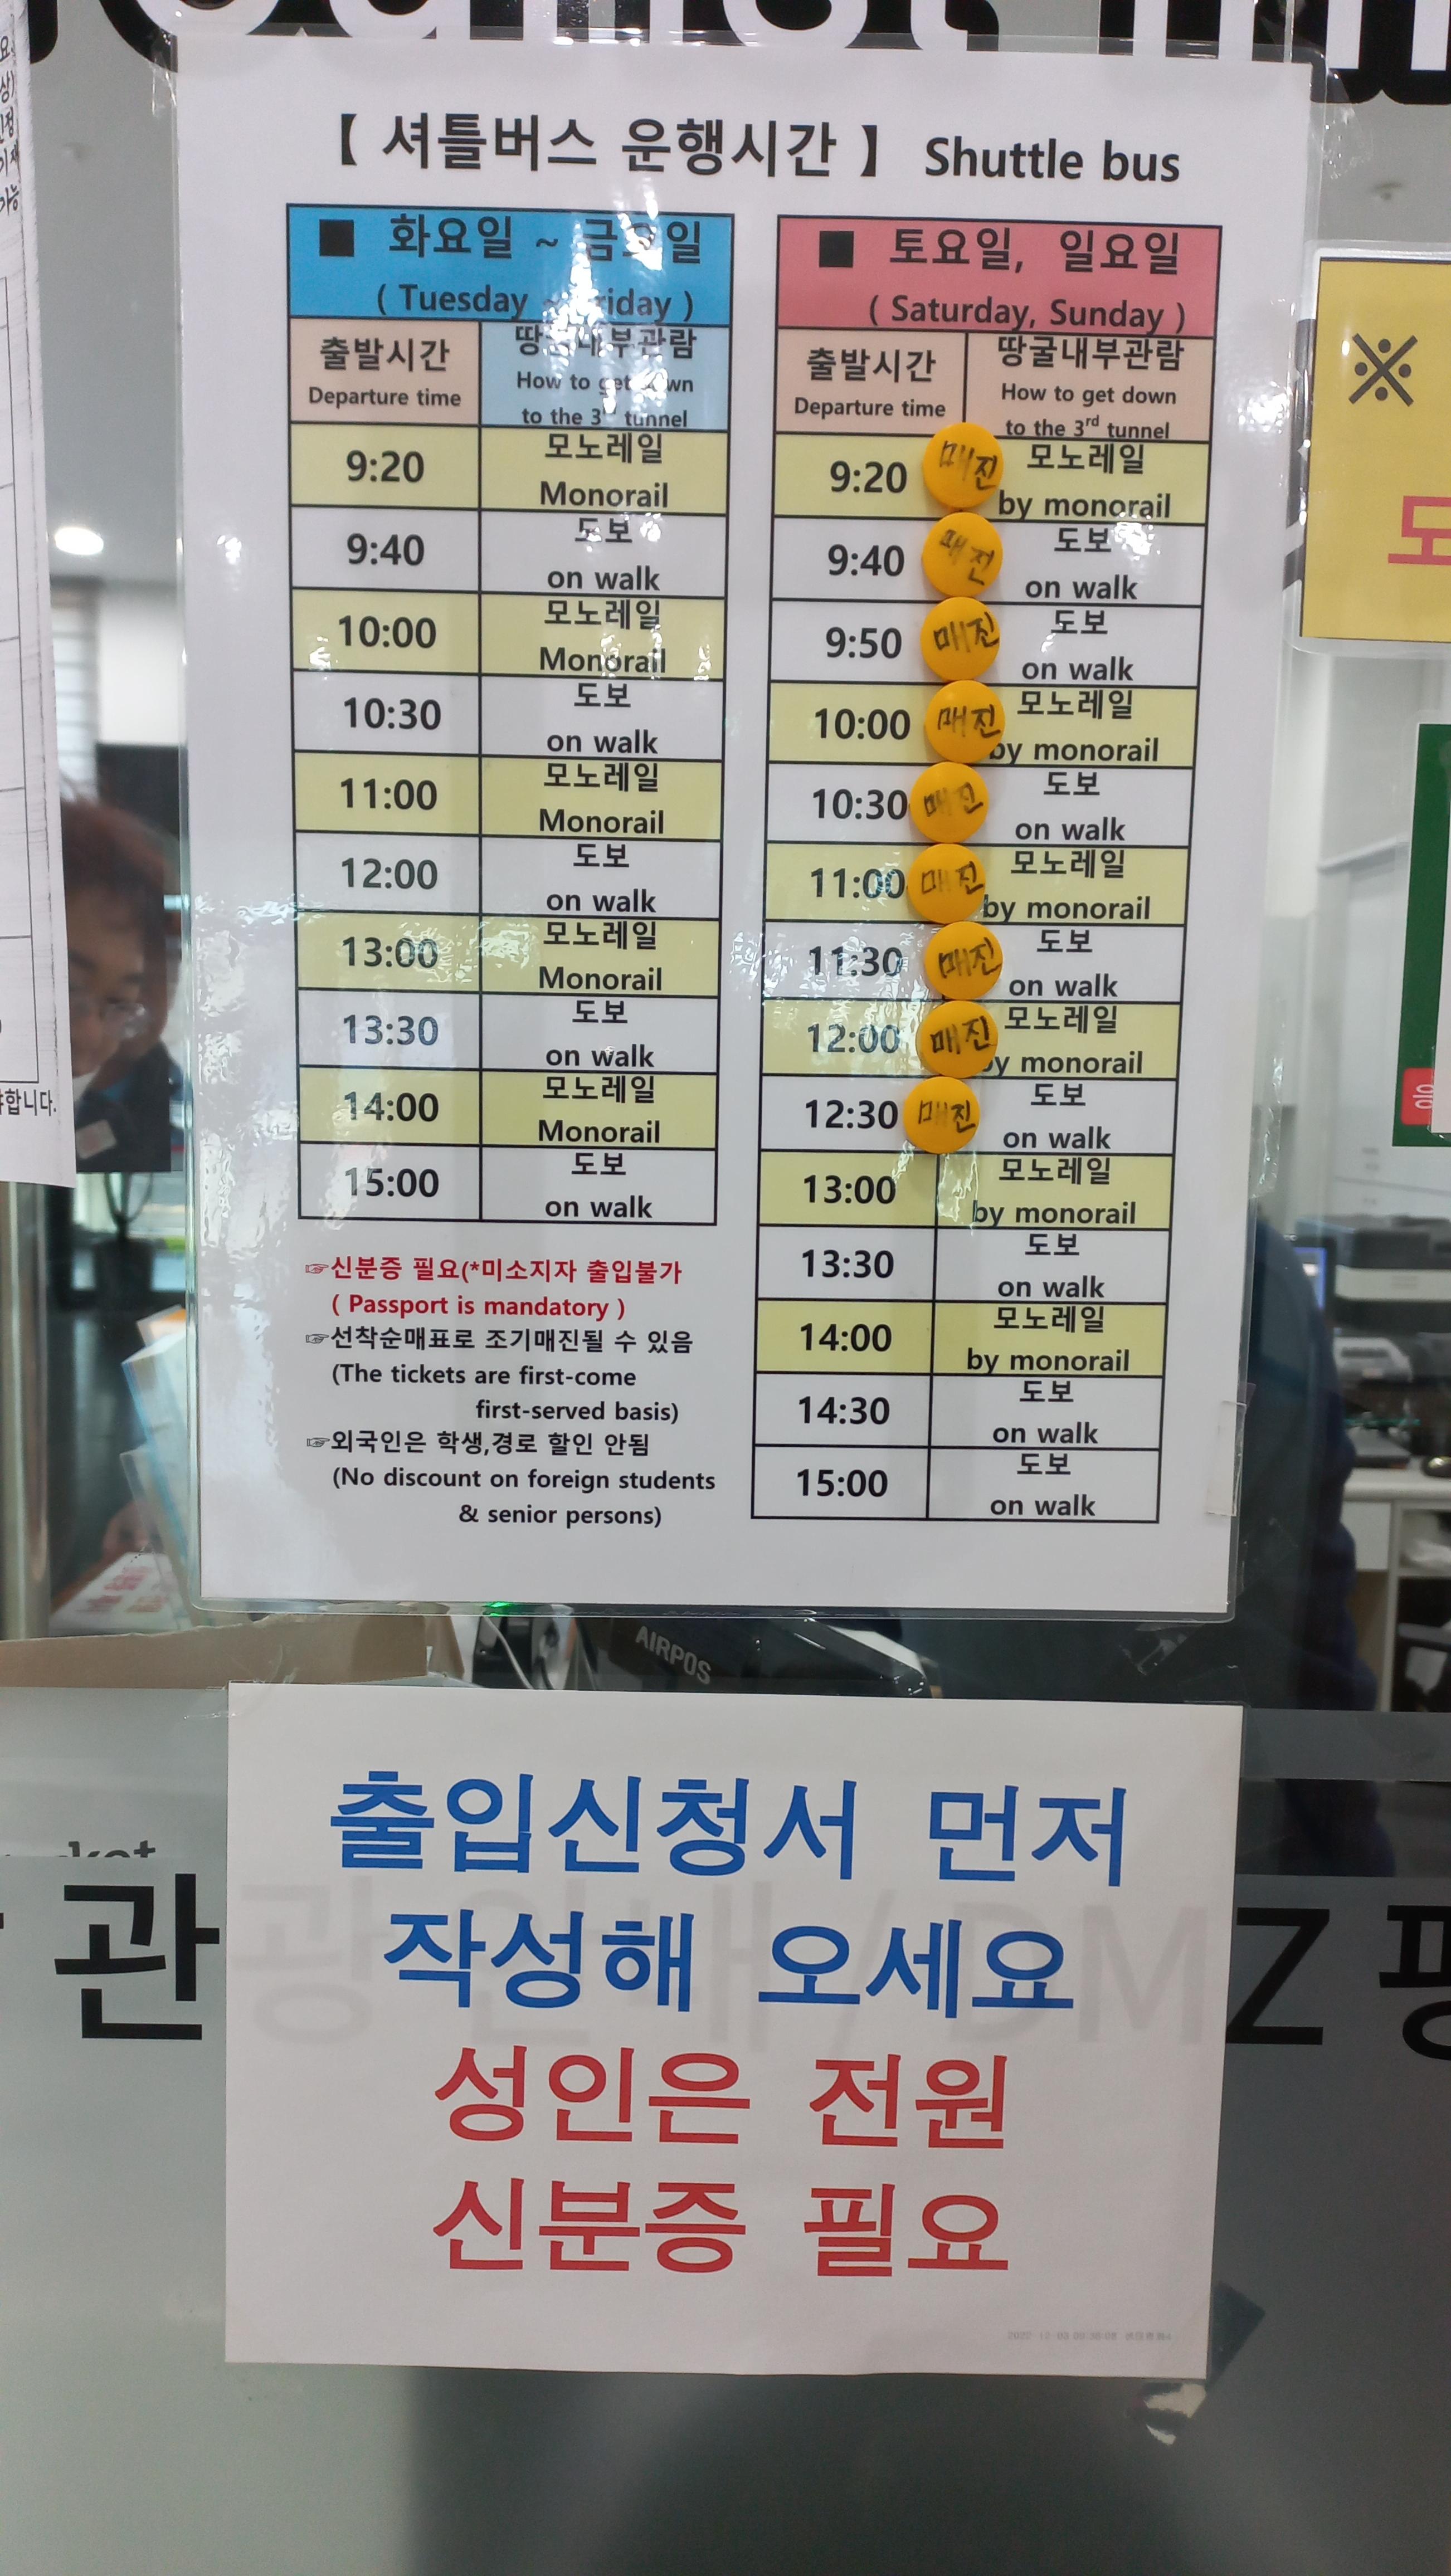 【 셔틀버스 운행시간 】 Shuttle bus
■ 화요일 ~ 금요일
( Tuesday ~ Friday )
출발시간 땅굴내부관람
Departure time How to get down
to the 3rd tunnel
9:20 모노레일
Monorail
9:40 도보
on walk
10:00 모노레일
Monorail
10:30 도보
on walk
11:00 모노레일
Monorail
12:00 도보
on walk
13:00 모노레일
Monorail
13:30 도보
on walk
14:00 모노레일
Monorail
15:00 도보
on walk
☞신분증 필요(*미소지자 출입불가
( Passport is mandatory )
☞선착순매표로 조기매진될 수 있음
(The tickets are first-come
first-served basis)
☞외국인은 학생,경로 할인 안됨
(No discount on foreign students
& senior persons)
■ 토요일, 일요일
( Saturday, Sunday )
출발시간 땅굴내부관람
Departure time How to get down
to the 3rd tunnel
9:20 매진 모노레일
by monorail
9:40 매진 도보
on walk
9:50 매진 도보
on walk
10:00 매진 모노레일
by monorail
10:30 매진 도보
on walk
11:00 매진 모노레일
by monorail
11:30 매진 도보
on walk
12:00 매진 모노레일
by monorail
12:30 매진 도보
on walk
13:00 모노레일
by monorail
13:30 도보
on walk
14:00 모노레일
by monorail
14:30 도보
on walk
15:00 도보
on walk
※
AIRPOS
출입신청서 먼저
작성해 오세요
성인은 전원
신분증 필요
관광 안내 / DMZ